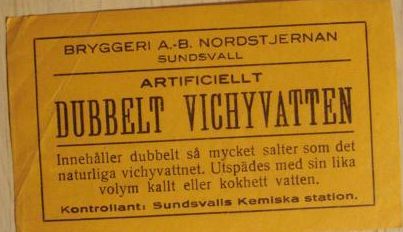 BRYGGERI A.-B. NORDSTJERNAN
SUNDSVALL
ARTIFICIELLT
DUBBELT VICHYVATTEN
Innehåller dubbelt så mycket salter som det
naturliga vichyvattnet. Utspädes med sin lika
volym kallt eller kokhett vatten.
Kontrollant: Sundsvalls Kemiska station.